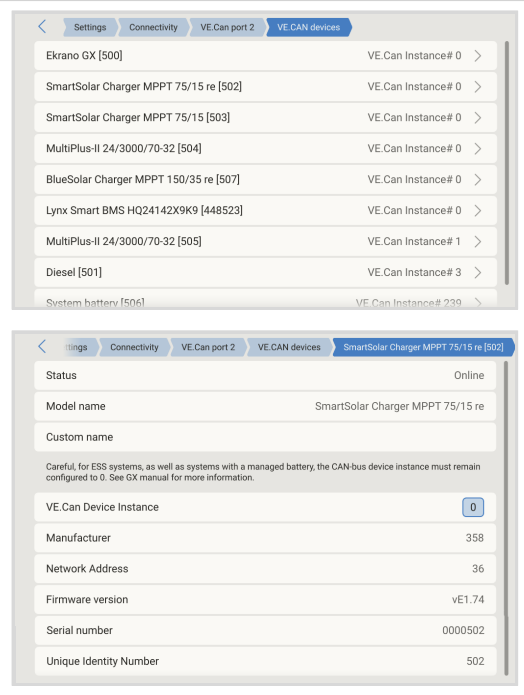 Settings Connectivity VE.Can port 2 VE.CAN devices
Ekrano GX [500] VE.Can Instance# 0
SmartSolar Charger MPPT 75/15 re [502] VE.Can Instance# 0
SmartSolar Charger MPPT 75/15 [503] VE.Can Instance# 0
MultiPlus-II 24/3000/70-32 [504] VE.Can Instance# 0
BlueSolar Charger MPPT 150/35 re [507] VE.Can Instance# 0
Lynx Smart BMS HQ24142X9K9 [448523] VE.Can Instance# 0
MultiPlus-II 24/3000/70-32 [505] VE.Can Instance# 1
Diesel [501] VE.Can Instance# 3
System battery [506] VE.Can Instance# 239
ttings Connectivity VE.Can port 2 VE.CAN devices SmartSolar Charger MPPT 75/15 re [502]
Status Online
Model name SmartSolar Charger MPPT 75/15 re
Custom name
Careful, for ESS systems, as well as systems with a managed battery, the CAN-bus device instance must remain
configured to 0. See GX manual for more information.
VE.Can Device Instance 0
Manufacturer 358
Network Address 36
Firmware version vE1.74
Serial number 0000502
Unique Identity Number 502